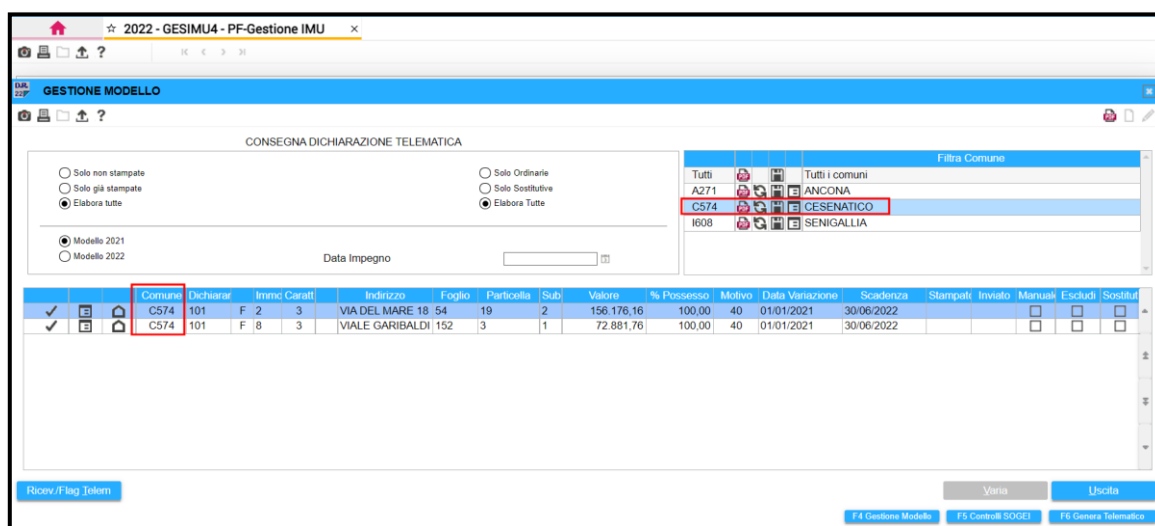 ☆ 2022 - GESIMU4 - PF-Gestione IMU ×
?
GESTIONE MODELLO
?
CONSEGNA DICHIARAZIONE TELEMATICA
Solo non stampate Solo Ordinarie
Solo già stampate Solo Sostitutive
Elabora tutte Elabora Tutte
Modello 2021
Modello 2022 Data Impegno
Filtra Comune
Tutti Tutti i comuni
A271 ANCONA
C574 CESENATICO
I608 SENIGALLIA
Comune Dichiarar Immo Caratt Indirizzo Foglio Particella Sub Valore % Possesso Motivo Data Variazione Scadenza Stampato Inviato Manuale Escludi Sostitut
C574 101 F 2 3 VIA DEL MARE 18 54 19 2 156.176,16 100,00 40 01/01/2021 30/06/2022
C574 101 F 8 3 VIALE GARIBALDI 152 3 1 72.881,76 100,00 40 01/01/2021 30/06/2022
Ricev./Flag Telem Varia Uscita
F4 Gestione Modello F5 Controlli SOGEI F6 Genera Telematico